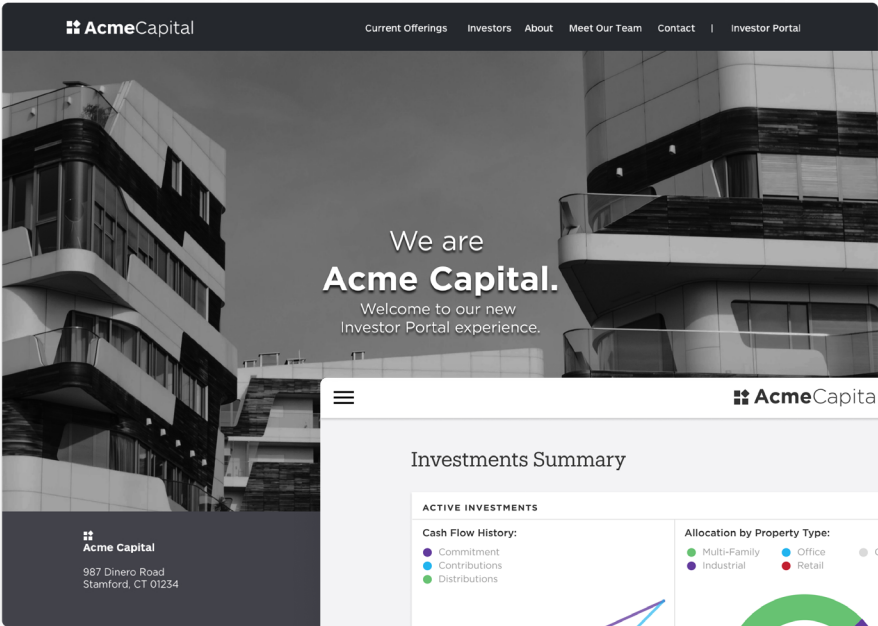 AcmeCapital
Current Offerings Investors About Meet Our Team Contact | Investor Portal
We are
Acme Capital.
Welcome to our new
Investor Portal experience.
Acme Capital
987 Dinero Road
Stamford, CT 01234
AcmeCapita
Investments Summary
ACTIVE INVESTMENTS
Cash Flow History:
Commitment
Contributions
Distributions
Allocation by Property Type:
Multi-Family Office
Industrial Retail